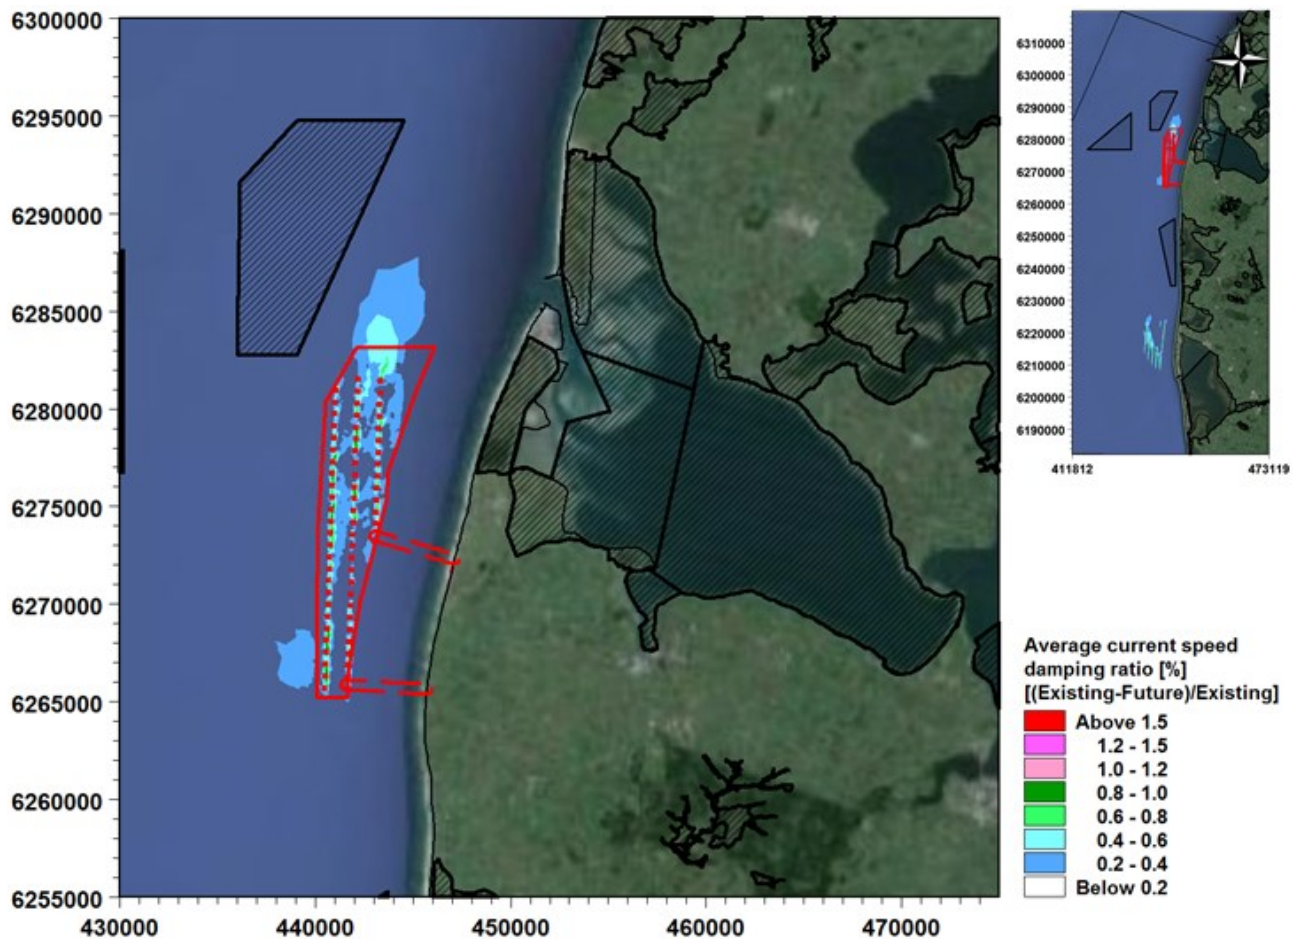 6300000
6295000
6290000
6285000
6280000
6275000
6270000
6265000
6260000
6255000
430000
440000
450000
460000
470000
6310000
6300000
6290000
6280000
6270000
6260000
6250000
6240000
6230000
6220000
6210000
6200000
6190000
411812
473119
Average current speed
damping ratio [%]
[(Existing-Future)/Existing]
Above 1.5
1.2 - 1.5
1.0 - 1.2
0.8 - 1.0
0.6 - 0.8
0.4 - 0.6
0.2 - 0.4
Below 0.2